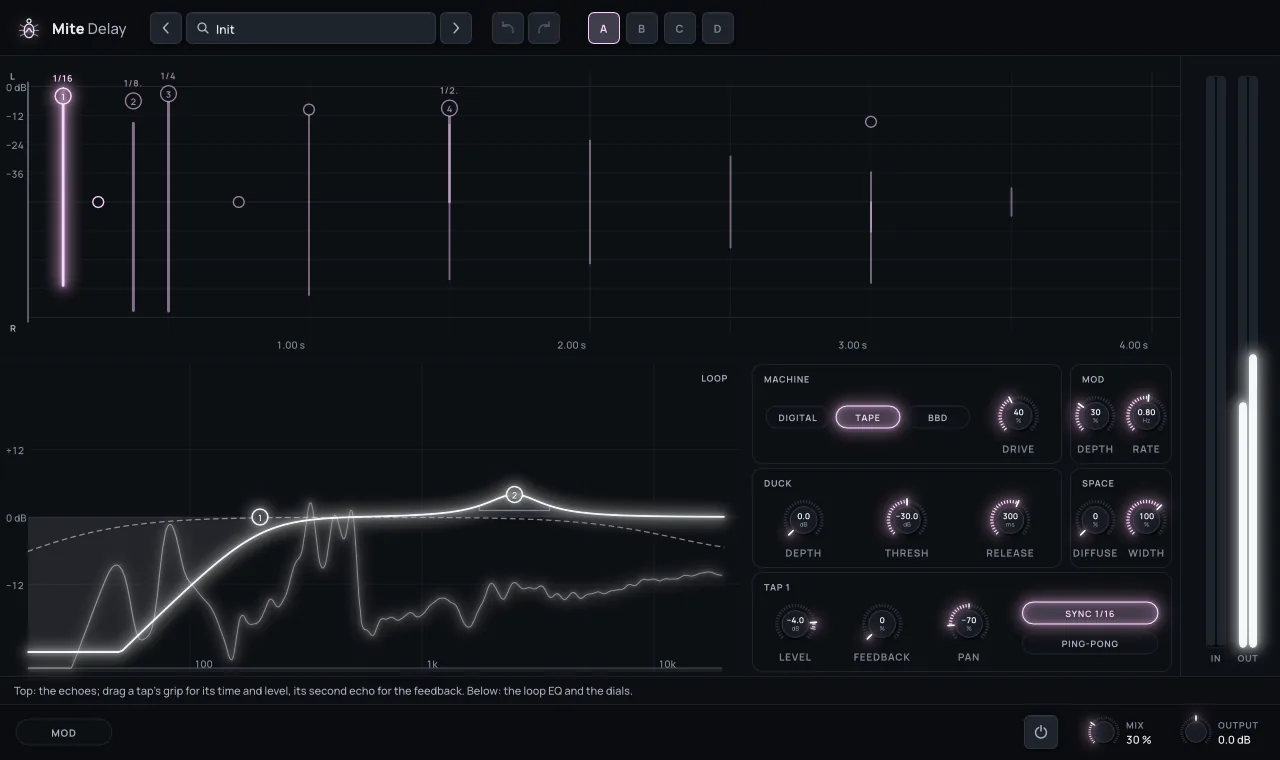 Mite Delay
Init
A B C D
L
0 dB
−12
−24
−36
R
1/16
1/8.
1/4
1/2.
1
2
3
4
1.00 s 2.00 s 3.00 s 4.00 s
LOOP
+12
0 dB
−12
1
2
100 1k 10k
MACHINE
DIGITAL TAPE BBD
40
%
DRIVE
MOD
30
%
DEPTH
0.80
Hz
RATE
DUCK
0.0
dB
DEPTH
−30.0
dB
THRESH
300
ms
RELEASE
SPACE
0
%
DIFFUSE
100
%
WIDTH
TAP 1
−4.0
dB
LEVEL
0
%
FEEDBACK
−70
%
PAN
SYNC 1/16
PING-PONG
IN OUT
Top: the echoes; drag a tap's grip for its time and level, its second echo for the feedback. Below: the loop EQ and the dials.
MOD
MIX
30 %
OUTPUT
0.0 dB